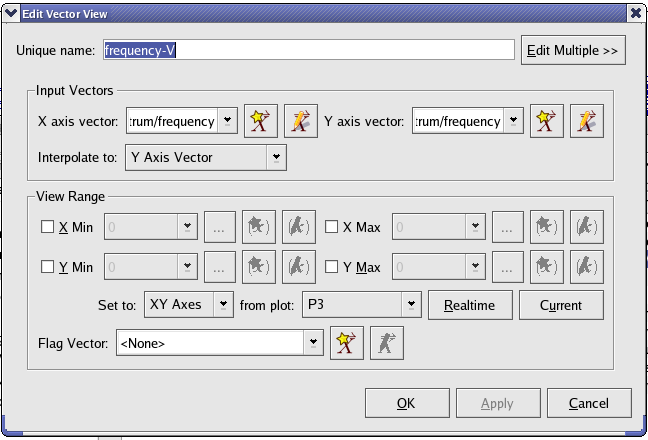 Edit Vector View
Unique name: frequency-V Edit Multiple >>
Input Vectors
X axis vector: :rum/frequency Y axis vector: :rum/frequency
Interpolate to: Y Axis Vector
View Range
X Min 0 ... X Max 0 ...
Y Min 0 ... Y Max 0 ...
Set to: XY Axes from plot: P3 Realtime Current
Flag Vector: <None>
OK Apply Cancel